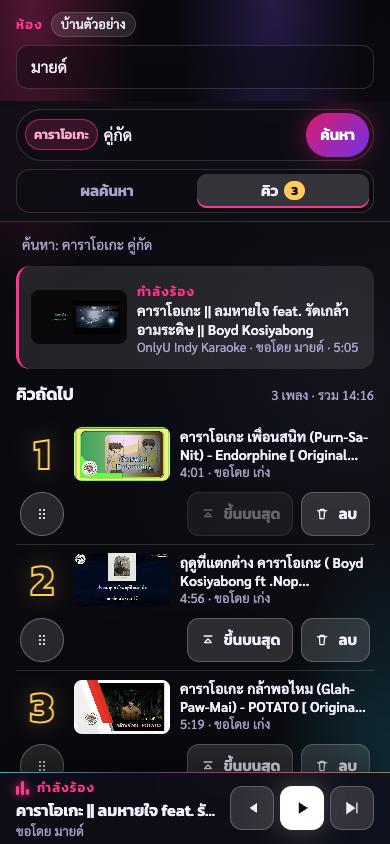 ห้อง บ้านตัวอย่าง
มายด์
คาราโอเกะ คู่กัด ค้นหา
ผลค้นหา คิว 3
ค้นหา: คาราโอเกะ คู่กัด
กำลังร้อง
คาราโอเกะ || ลมหายใจ feat. รัดเกล้า
อามระดิษ || Boyd Kosiyabong
OnlyU Indy Karaoke · ขอโดย มายด์ · 5:05
คิวถัดไป 3 เพลง · รวม 14:16
1
คาราโอเกะ เพื่อนสนิท (Purn-Sa-
Nit) - Endorphine [ Original...
4:01 · ขอโดย เก่ง
ขึ้นบนสุด ลบ
2
ฤดูที่แตกต่าง คาราโอเกะ ( Boyd
Kosiyabong ft .Nop...
4:56 · ขอโดย เก่ง
ขึ้นบนสุด ลบ
3
คาราโอเกะ กล้าพอไหม (Glah-
Paw-Mai) - POTATO [ Origina...
5:19 · ขอโดย เก่ง
ขึ้นบนสุด ลบ
กำลังร้อง
คาราโอเกะ || ลมหายใจ feat. รั...
ขอโดย มายด์